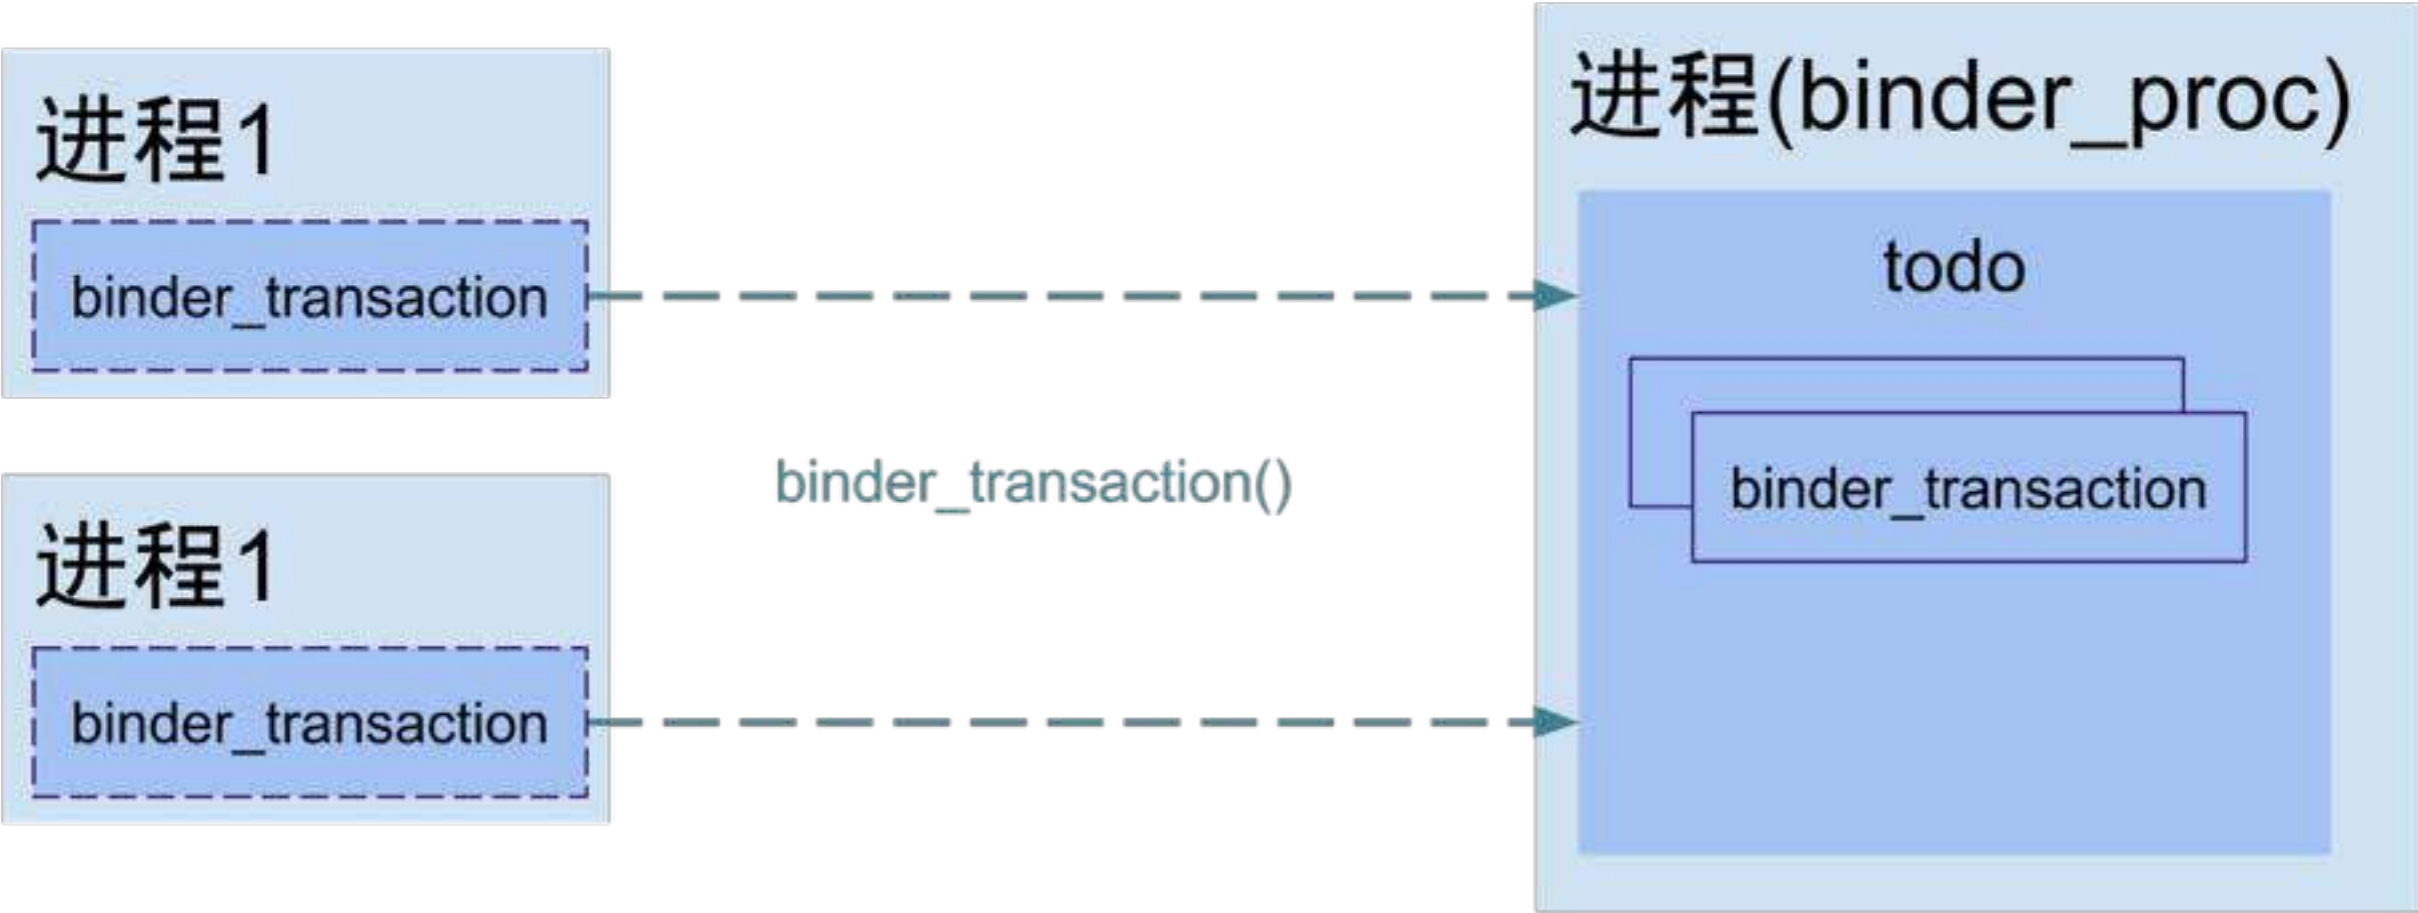 进程1
binder_transaction
进程1
binder_transaction
binder_transaction()
进程(binder_proc)
todo
binder_transaction